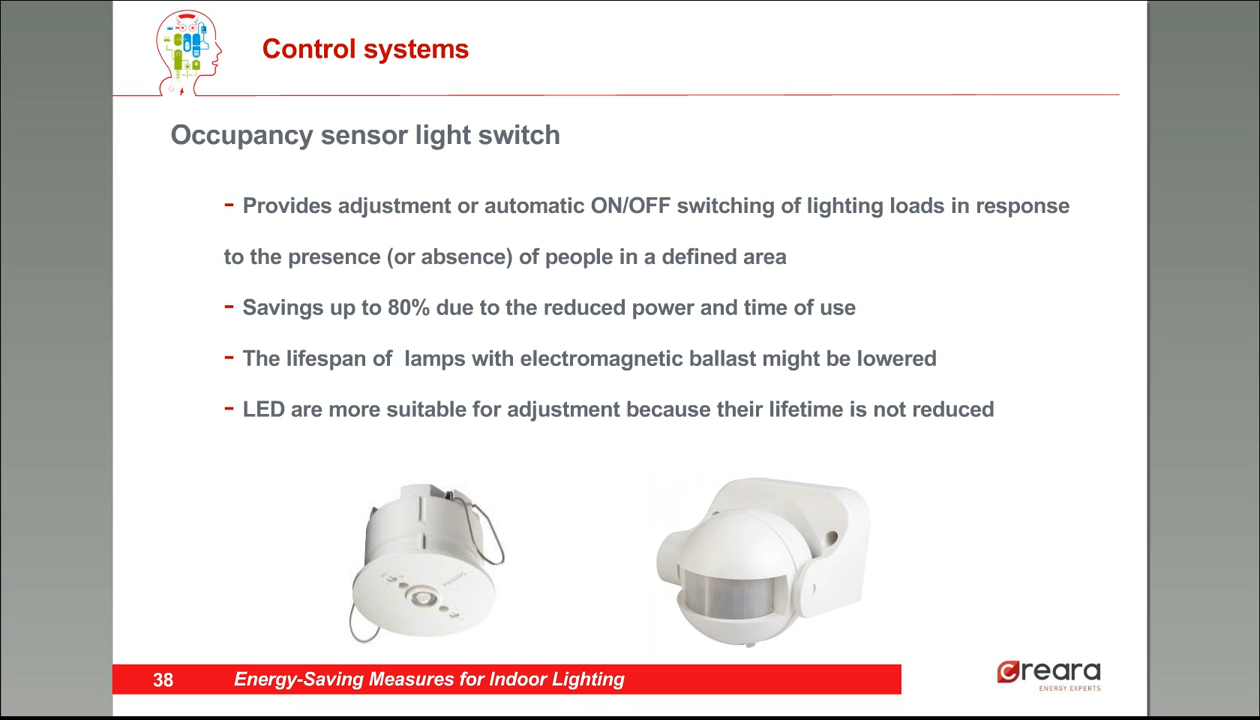 Control systems
Occupancy sensor light switch
- Provides adjustment or automatic ON/OFF switching of lighting loads in response
to the presence (or absence) of people in a defined area
- Savings up to 80% due to the reduced power and time of use
- The lifespan of  lamps with electromagnetic ballast might be lowered
- LED are more suitable for adjustment because their lifetime is not reduced
PHILIPS
38 Energy-Saving Measures for Indoor Lighting
Creara
ENERGY EXPERTS